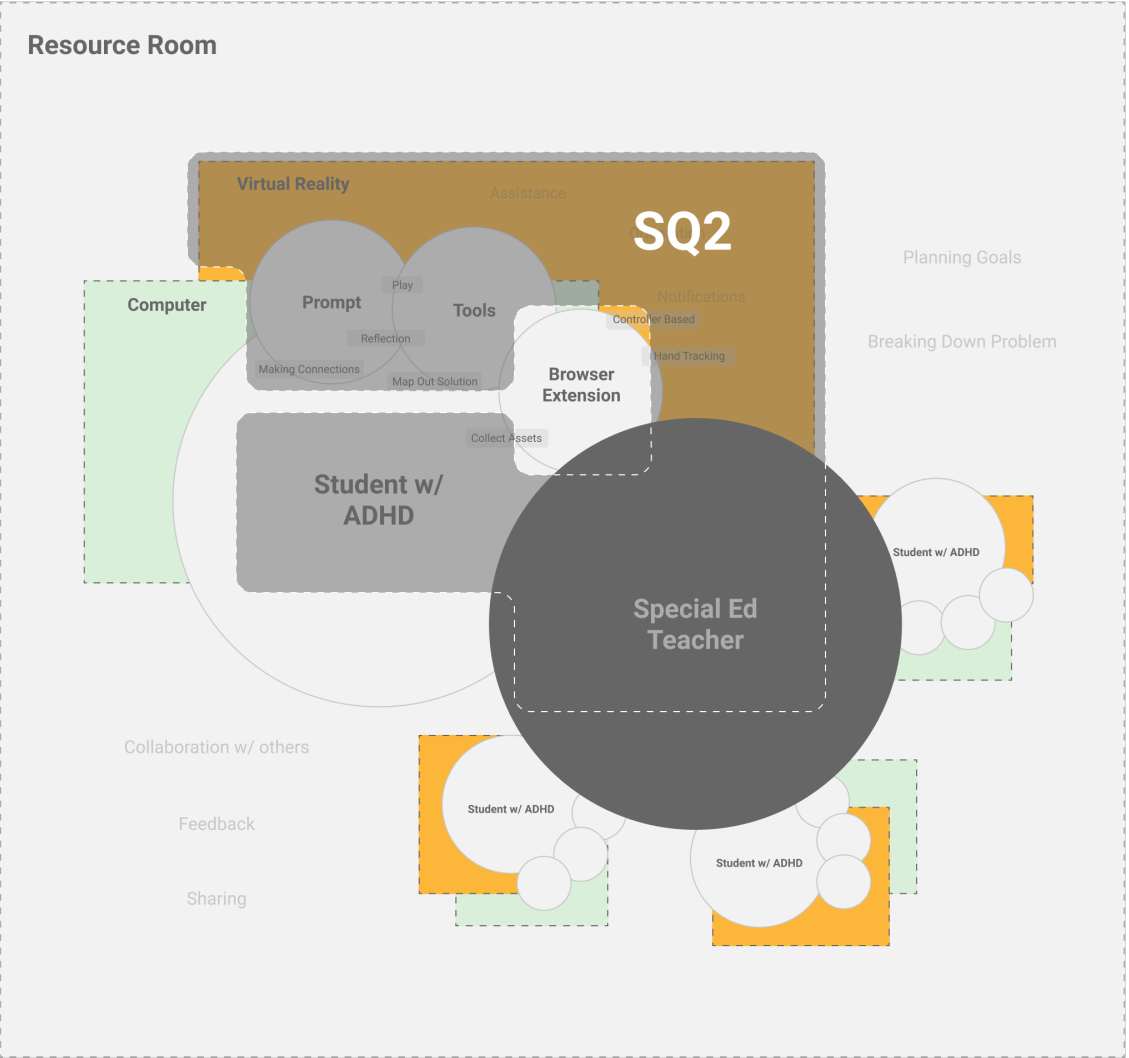 Resource Room
Virtual Reality
Assistance
SQ2
Planning Goals
Play
Notifications
Computer
Prompt
Tools
Controller Based
Reflection
Breaking Down Problem
Hand Tracking
Making Connections
Map Out Solution
Browser
Extension
Collect Assets
Student w/
ADHD
Student w/ ADHD
Special Ed
Teacher
Collaboration w/ others
Student w/ ADHD
Feedback
Student w/ ADHD
Sharing